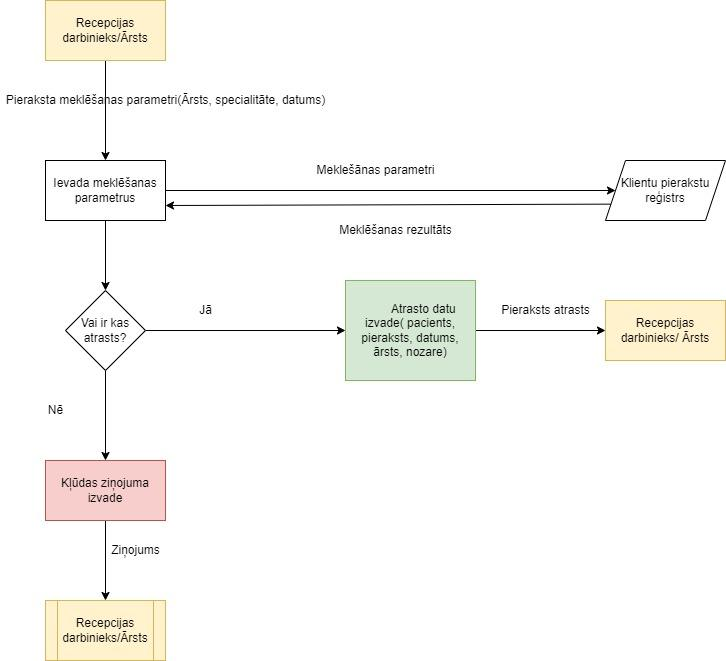 Recepcijas
darbinieks/Ārsts
Pieraksta meklēšanas parametri(Ārsts, specialitāte, datums)
Ievada meklēšanas
parametrus
Meklešānas parametri
Klientu pierakstu
reģistrs
Meklēšanas rezultāts
Vai ir kas
atrasts?
Jā
Atrasto datu
izvade( pacients,
pieraksts, datums,
ārsts, nozare)
Pieraksts atrasts
Recepcijas
darbinieks/ Ārsts
Nē
Kļūdas ziņojuma
izvade
Ziņojums
Recepcijas
darbinieks/Ārsts